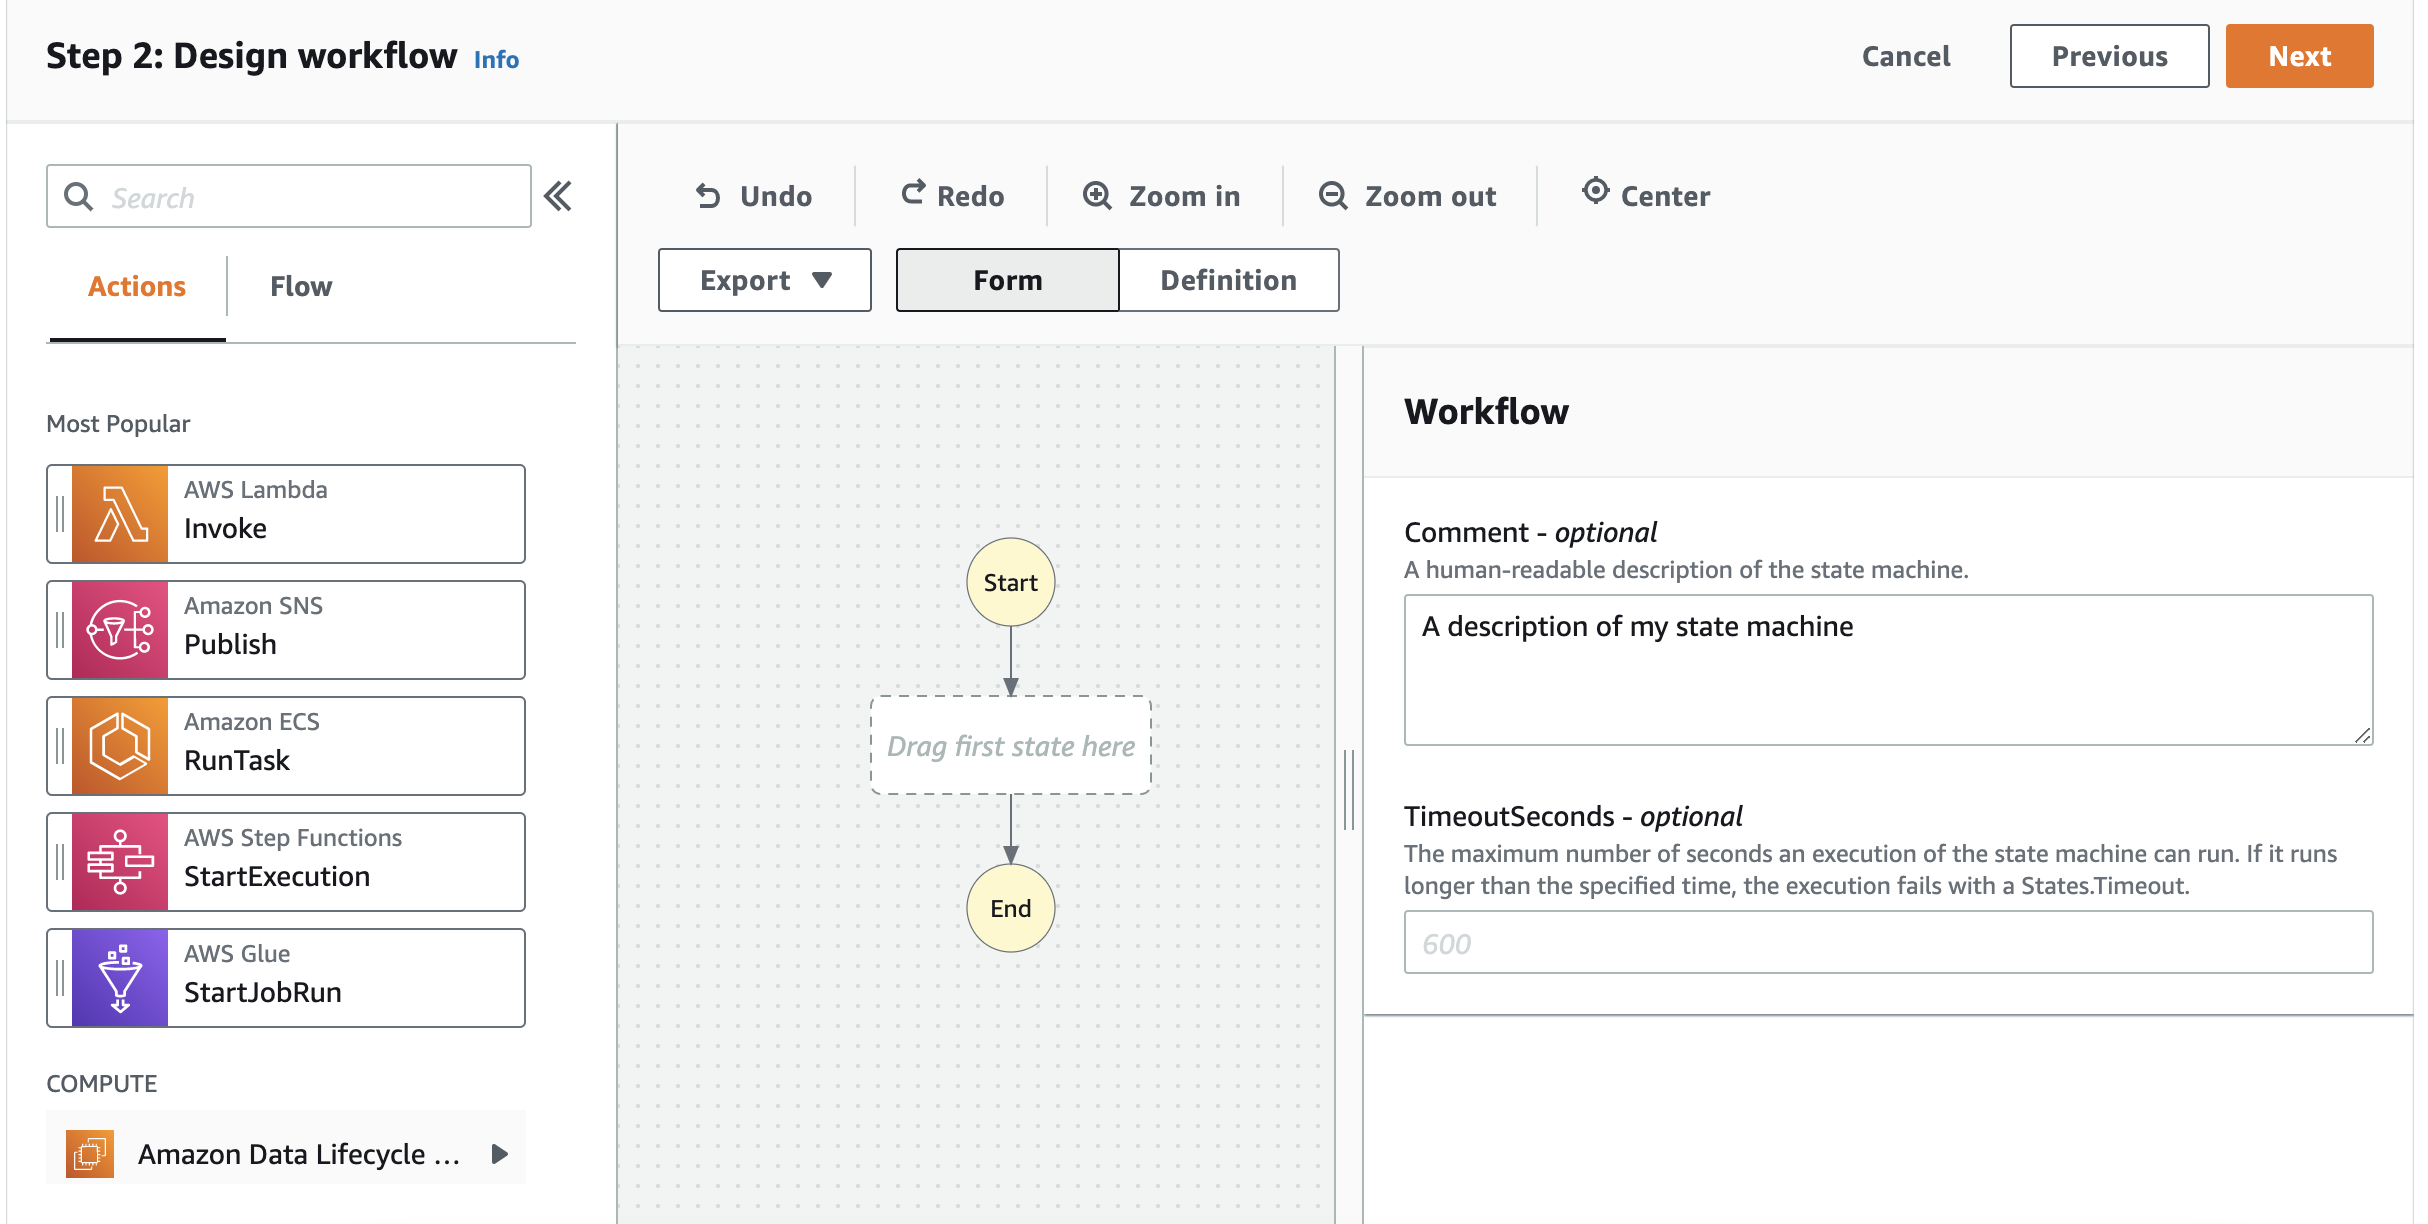 Step 2: Design workflow Info
Cancel
Previous
Next
Search
Actions
Flow
Most Popular
AWS Lambda
Invoke
Amazon SNS
Publish
Amazon ECS
RunTask
AWS Step Functions
StartExecution
AWS Glue
StartJobRun
COMPUTE
Amazon Data Lifecycle ...
Undo
Redo
Zoom in
Zoom out
Center
Export
Form
Definition
Start
Drag first state here
End
Workflow
Comment - optional
A human-readable description of the state machine.
A description of my state machine
TimeoutSeconds - optional
The maximum number of seconds an execution of the state machine can run. If it runs
longer than the specified time, the execution fails with a States.Timeout.
600